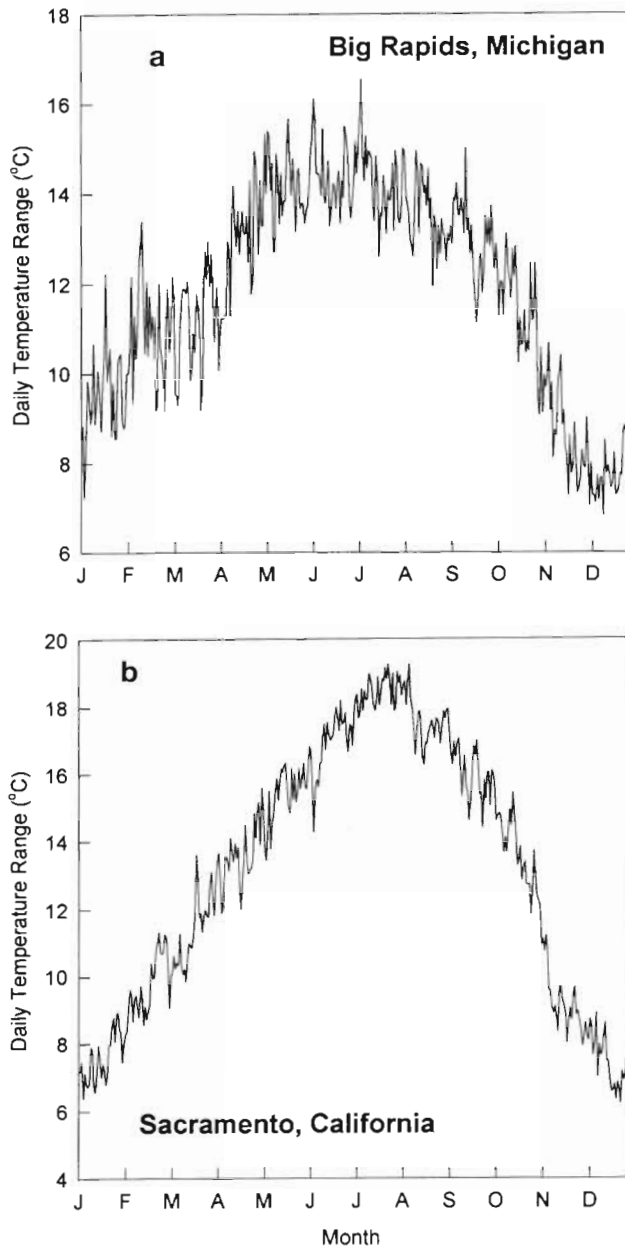 18
16
14
12
10
8
6
a
Big Rapids, Michigan
Daily Temperature Range (°C)
J F M A M J J A S O N D
20
18
16
14
12
10
8
6
4
b
Sacramento, California
Daily Temperature Range (°C)
J F M A M J J A S O N D
Month